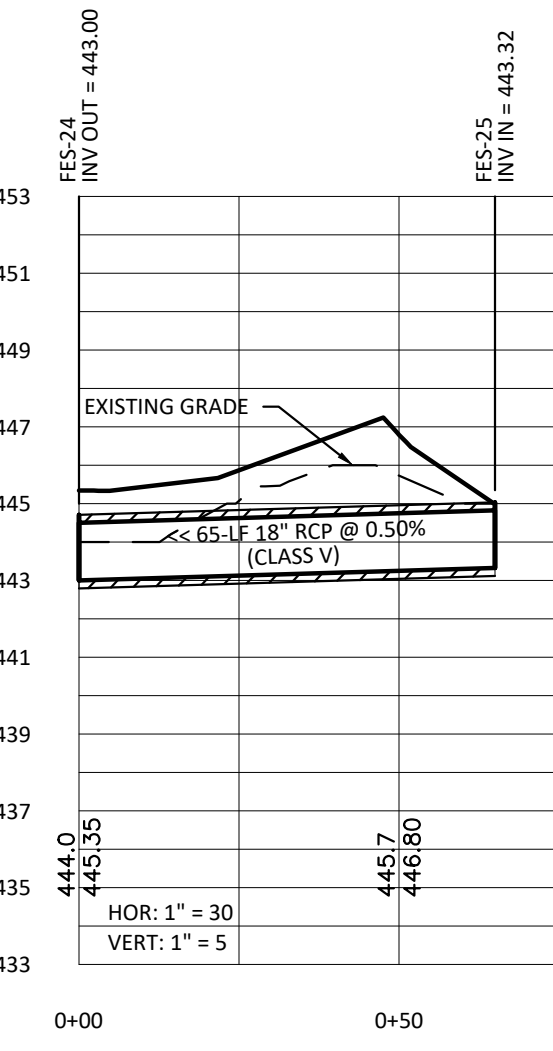 FES-24
INV OUT = 443.00
FES-25
INV IN = 443.32
453
451
449
447
445
443
441
439
437
435
433
EXISTING GRADE
<< 65-LF 18" RCP @ 0.50%
(CLASS V)
444.0
445.35
445.7
446.80
HOR: 1" = 30
VERT: 1" = 5
0+00
0+50